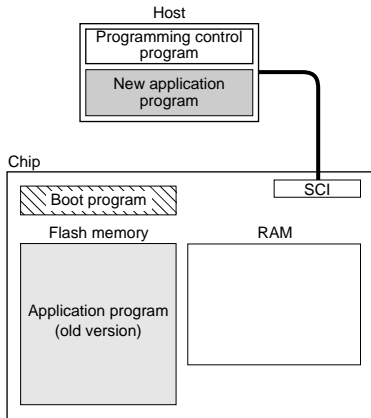 Host
Programming control
program
New application
program
Chip
SCI
Boot program
Flash memory
RAM
Application program
(old version)